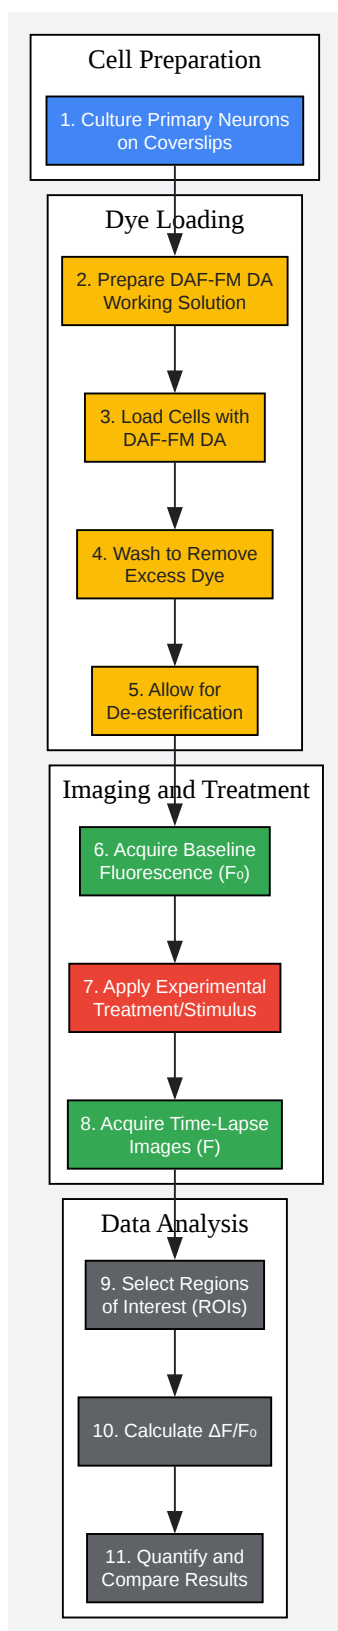 Cell Preparation
1. Culture Primary Neurons
on Coverslips
Dye Loading
2. Prepare DAF-FM DA
Working Solution
3. Load Cells with
DAF-FM DA
4. Wash to Remove
Excess Dye
5. Allow for
De-esterification
Imaging and Treatment
6. Acquire Baseline
Fluorescence (F₀)
7. Apply Experimental
Treatment/Stimulus
8. Acquire Time-Lapse
Images (F)
Data Analysis
9. Select Regions
of Interest (ROIs)
10. Calculate ΔF/F₀
11. Quantify and
Compare Results